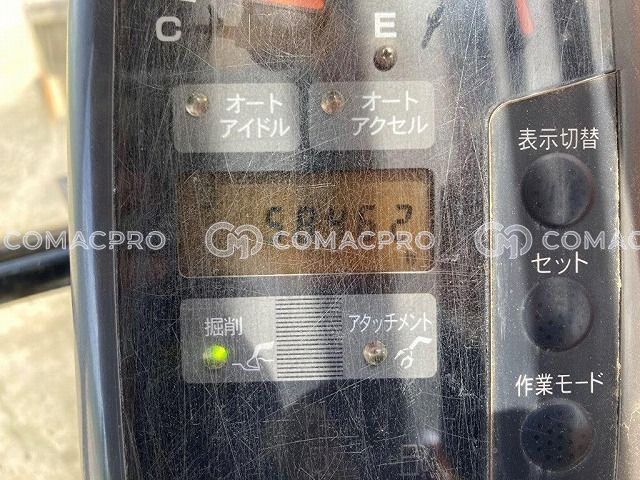 C
E
オート
アイドル
オート
アクセル
表示切替
COMACPRO
COMACPRO
COMACPRO
セット
掘削
アタッチメント
作業モード